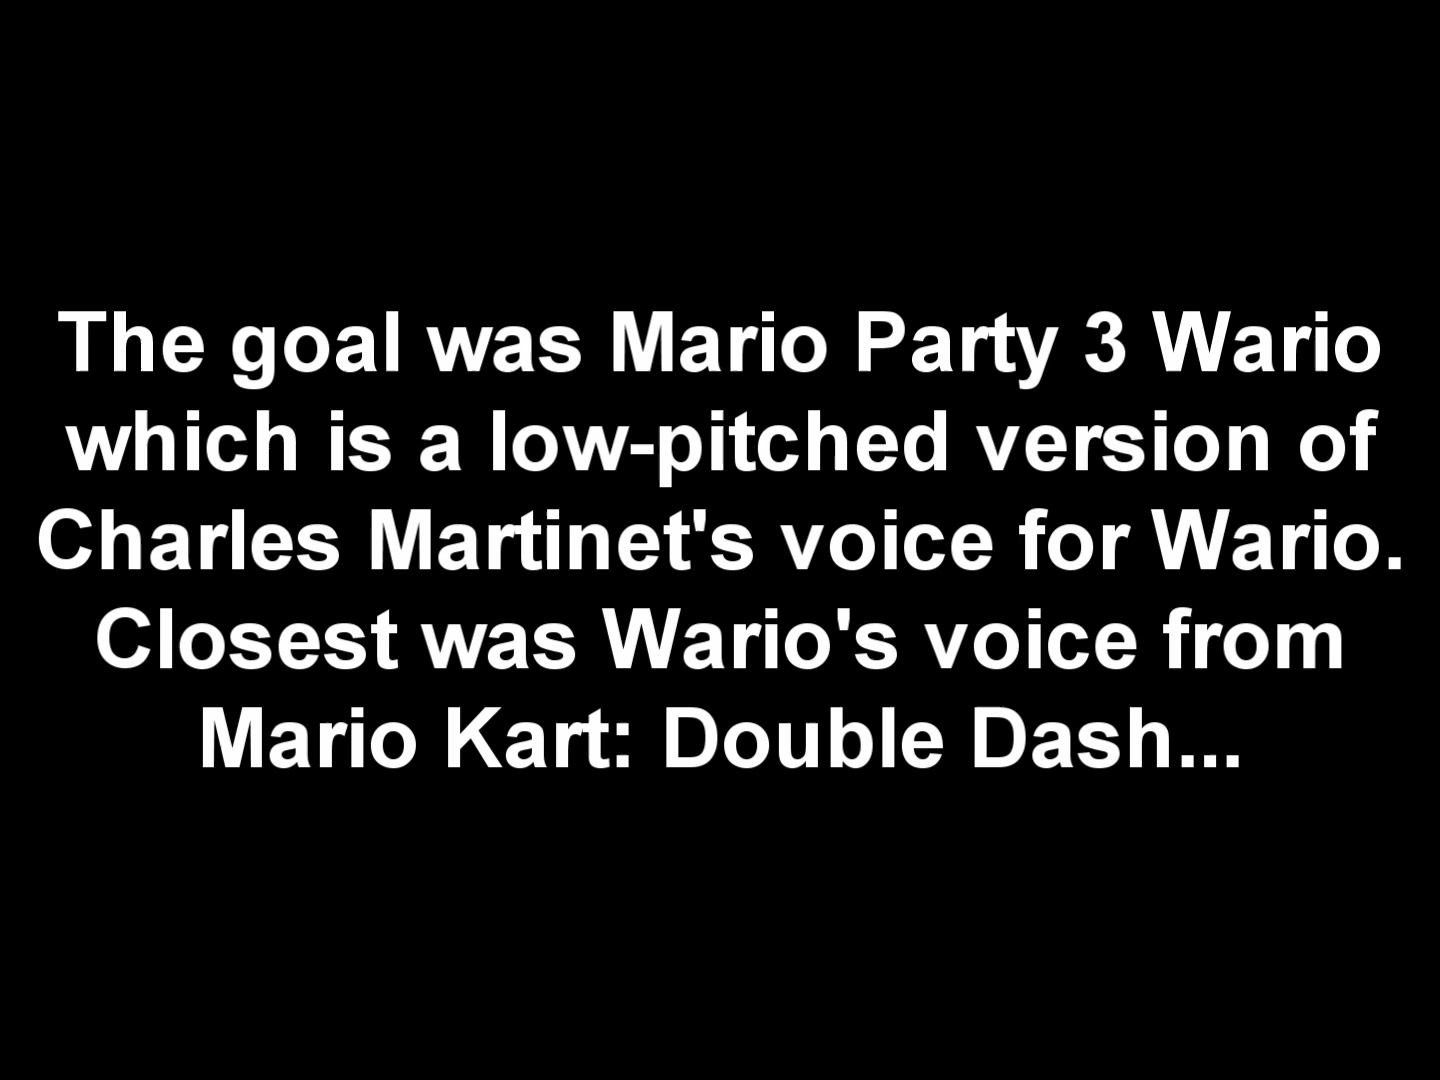 The goal was Mario Party 3 Wario
which is a low-pitched version of
Charles Martinet's voice for Wario.
Closest was Wario's voice from
Mario Kart: Double Dash...